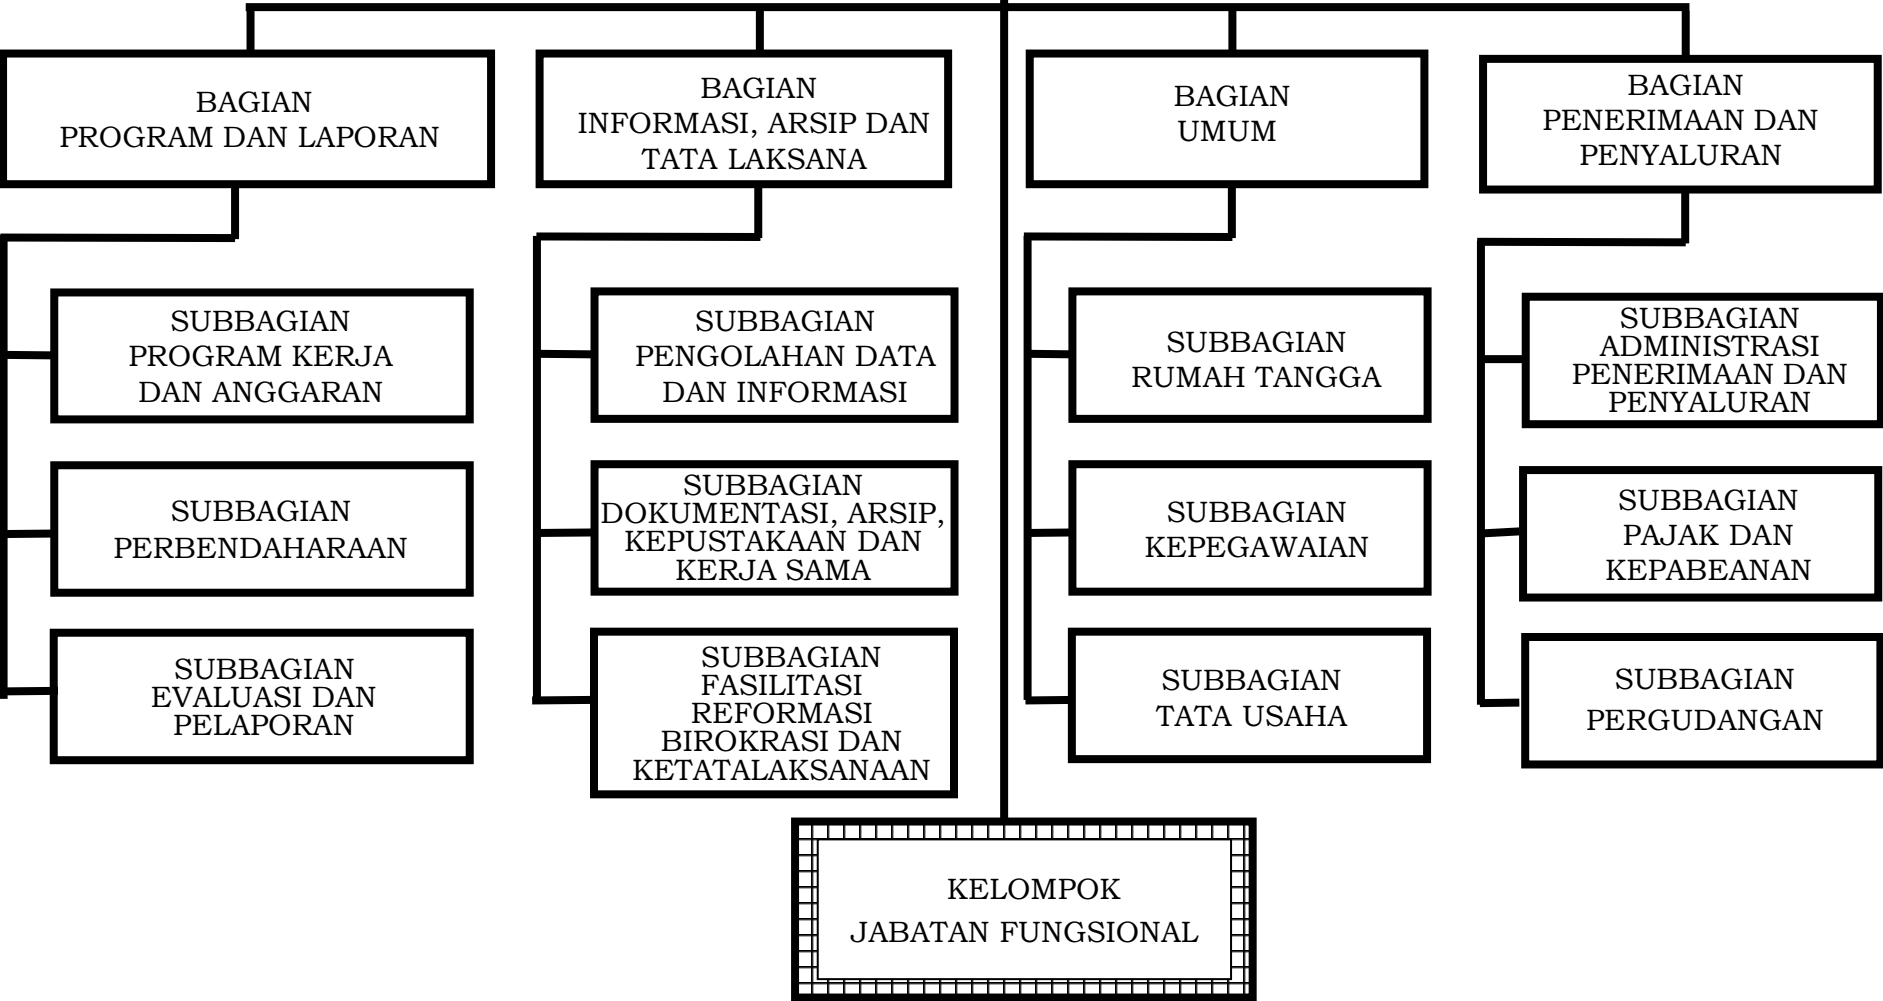 BAGIAN
PROGRAM DAN LAPORAN
BAGIAN
INFORMASI, ARSIP DAN
TATA LAKSANA
BAGIAN
UMUM
BAGIAN
PENERIMAAN DAN
PENYALURAN
SUBBAGIAN
PROGRAM KERJA
DAN ANGGARAN
SUBBAGIAN
PENGOLAHAN DATA
DAN INFORMASI
SUBBAGIAN
RUMAH TANGGA
SUBBAGIAN
ADMINISTRASI
PENERIMAAN DAN
PENYALURAN
SUBBAGIAN
PERBENDAHARAAN
SUBBAGIAN
DOKUMENTASI, ARSIP,
KEPUSTAKAAN DAN
KERJA SAMA
SUBBAGIAN
KEPEGAWAIAN
SUBBAGIAN
PAJAK DAN
KEPABEANAN
SUBBAGIAN
EVALUASI DAN
PELAPORAN
SUBBAGIAN
FASILITASI
REFORMASI
BIROKRASI DAN
KETATALAKSANAAN
SUBBAGIAN
TATA USAHA
SUBBAGIAN
PERGUDANGAN
KELOMPOK
JABATAN FUNGSIONAL